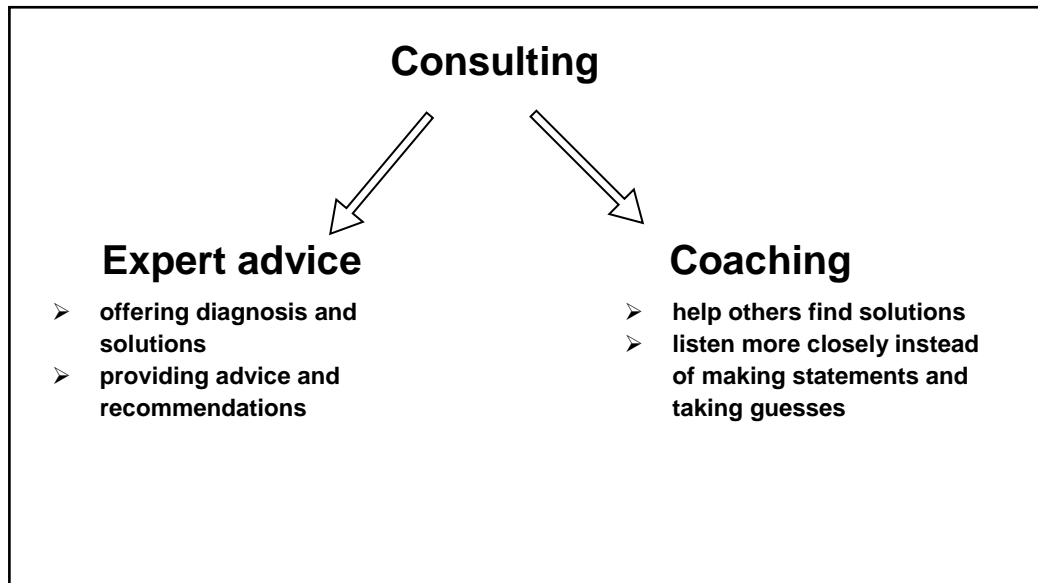 Consulting
Expert advice
➢ offering diagnosis and
solutions
➢ providing advice and
recommendations
Coaching
➢ help others find solutions
➢ listen more closely instead
of making statements and
taking guesses